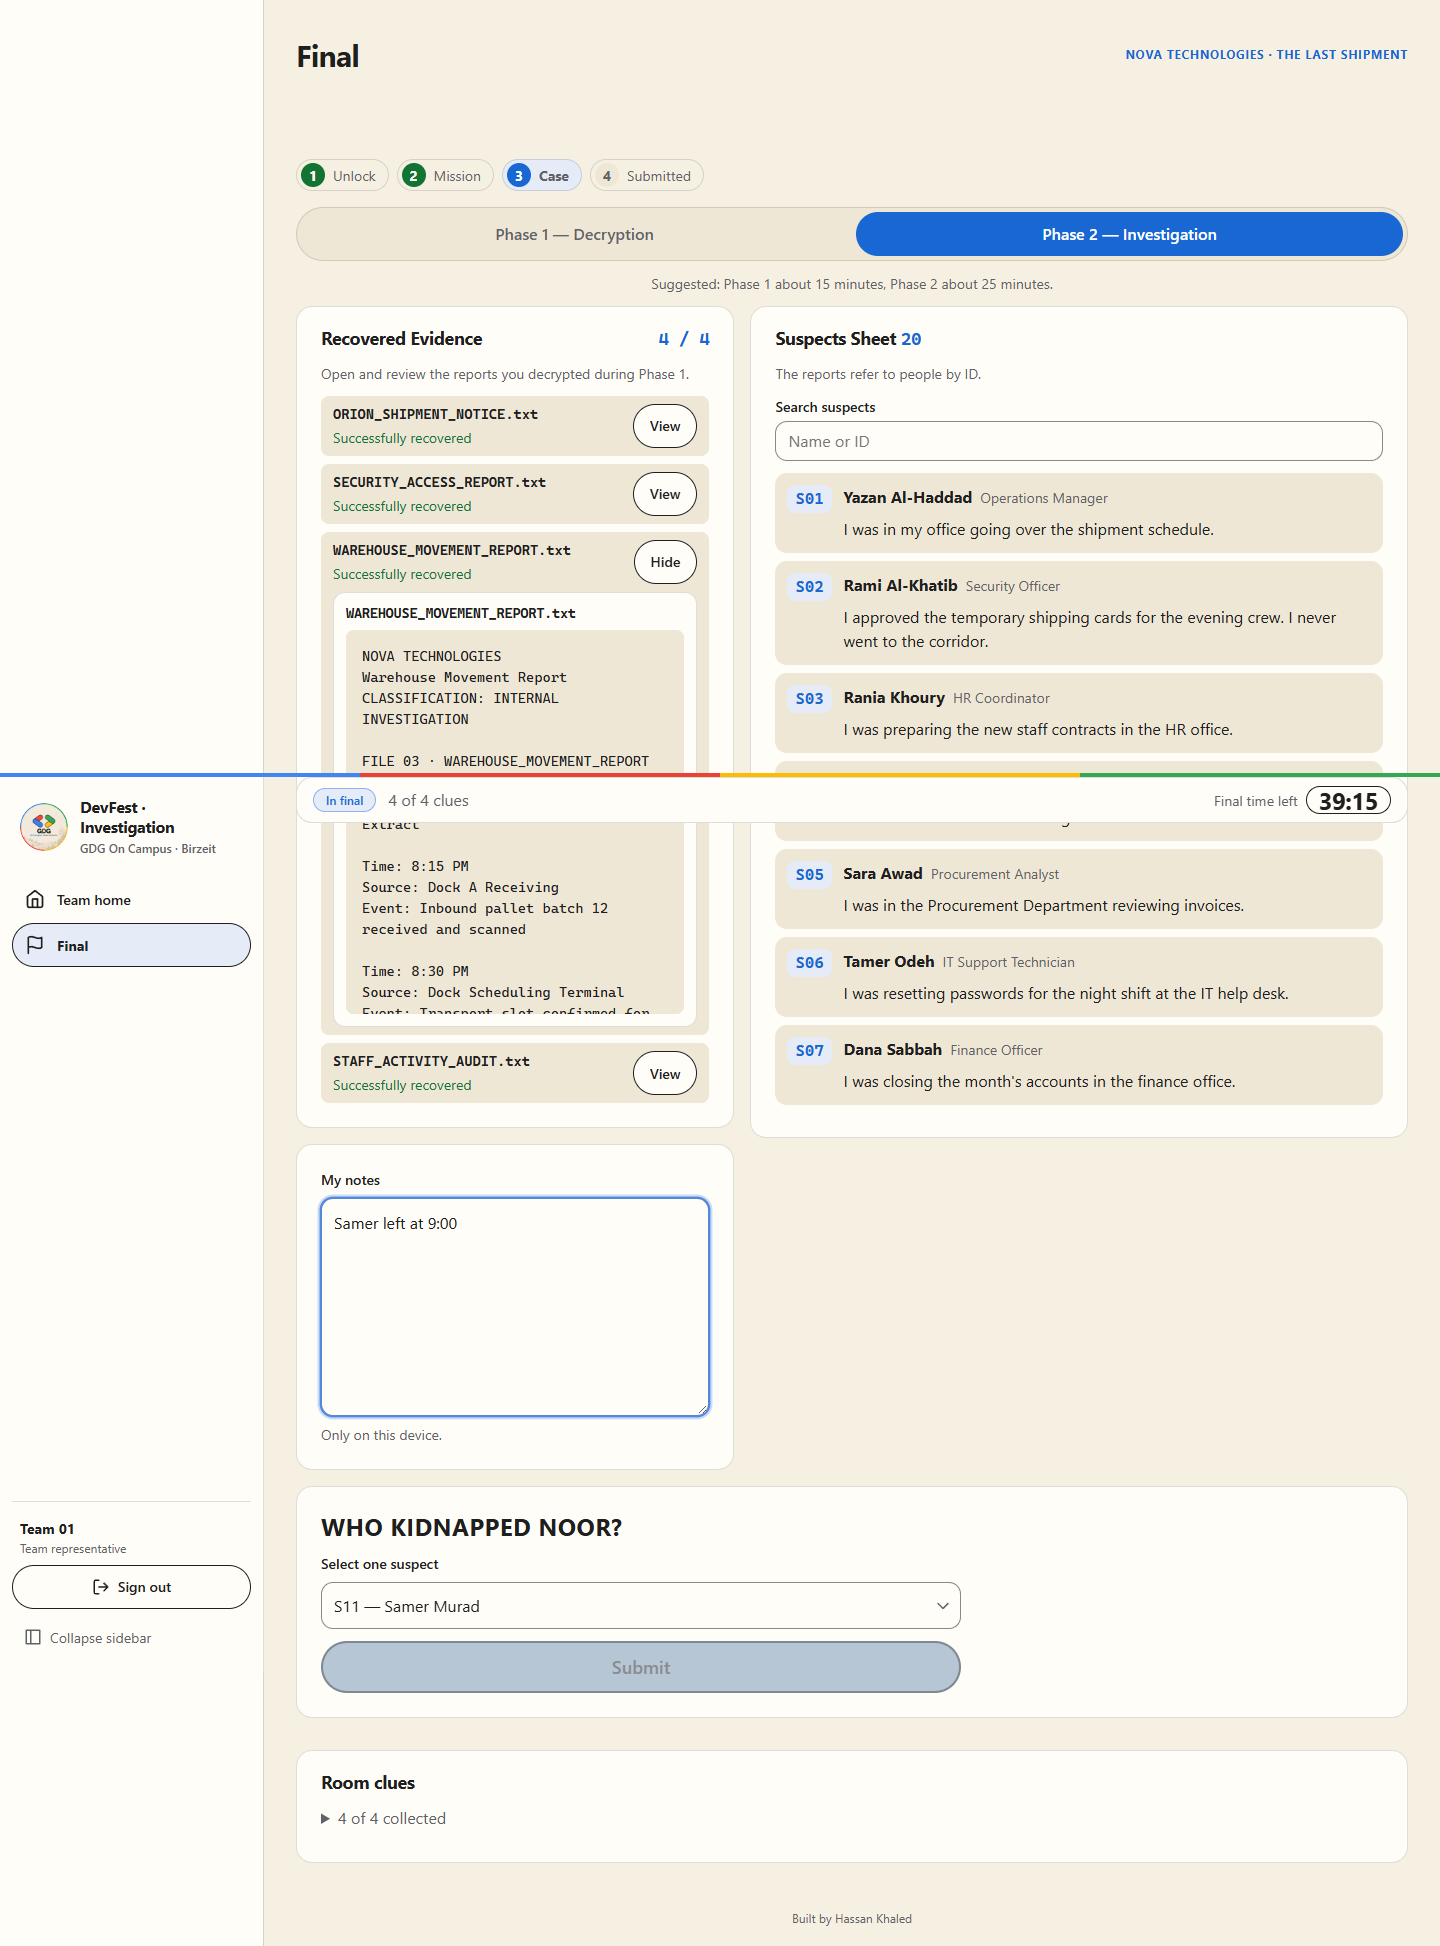 Final
NOVA TECHNOLOGIES · THE LAST SHIPMENT
1 Unlock
2 Mission
3 Case
4 Submitted
Phase 1 — Decryption
Phase 2 — Investigation
Suggested: Phase 1 about 15 minutes, Phase 2 about 25 minutes.
Recovered Evidence 4 / 4
Open and review the reports you decrypted during Phase 1.
ORION_SHIPMENT_NOTICE.txt
Successfully recovered
View
SECURITY_ACCESS_REPORT.txt
Successfully recovered
View
WAREHOUSE_MOVEMENT_REPORT.txt
Successfully recovered
Hide
WAREHOUSE_MOVEMENT_REPORT.txt
NOVA TECHNOLOGIES
Warehouse Movement Report
CLASSIFICATION: INTERNAL
INVESTIGATION
FILE 03 · WAREHOUSE_MOVEMENT_REPORT
Extract
Time: 8:15 PM
Source: Dock A Receiving
Event: Inbound pallet batch 12
received and scanned
Time: 8:30 PM
Source: Dock Scheduling Terminal
Event: Transport slot confirmed for
STAFF_ACTIVITY_AUDIT.txt
Successfully recovered
View
Suspects Sheet 20
The reports refer to people by ID.
Search suspects
Name or ID
S01 Yazan Al-Haddad Operations Manager
I was in my office going over the shipment schedule.
S02 Rami Al-Khatib Security Officer
I approved the temporary shipping cards for the evening crew. I never
went to the corridor.
S03 Rania Khoury HR Coordinator
I was preparing the new staff contracts in the HR office.
S05 Sara Awad Procurement Analyst
I was in the Procurement Department reviewing invoices.
S06 Tamer Odeh IT Support Technician
I was resetting passwords for the night shift at the IT help desk.
S07 Dana Sabbah Finance Officer
I was closing the month's accounts in the finance office.
In final
4 of 4 clues
Final time left 39:15
DevFest ·
Investigation
GDG On Campus · Birzeit
GDG
Team home
Final
My notes
Samer left at 9:00
Only on this device.
WHO KIDNAPPED NOOR?
Select one suspect
S11 — Samer Murad
Submit
Team 01
Team representative
Sign out
Collapse sidebar
Room clues
4 of 4 collected
Built by Hassan Khaled